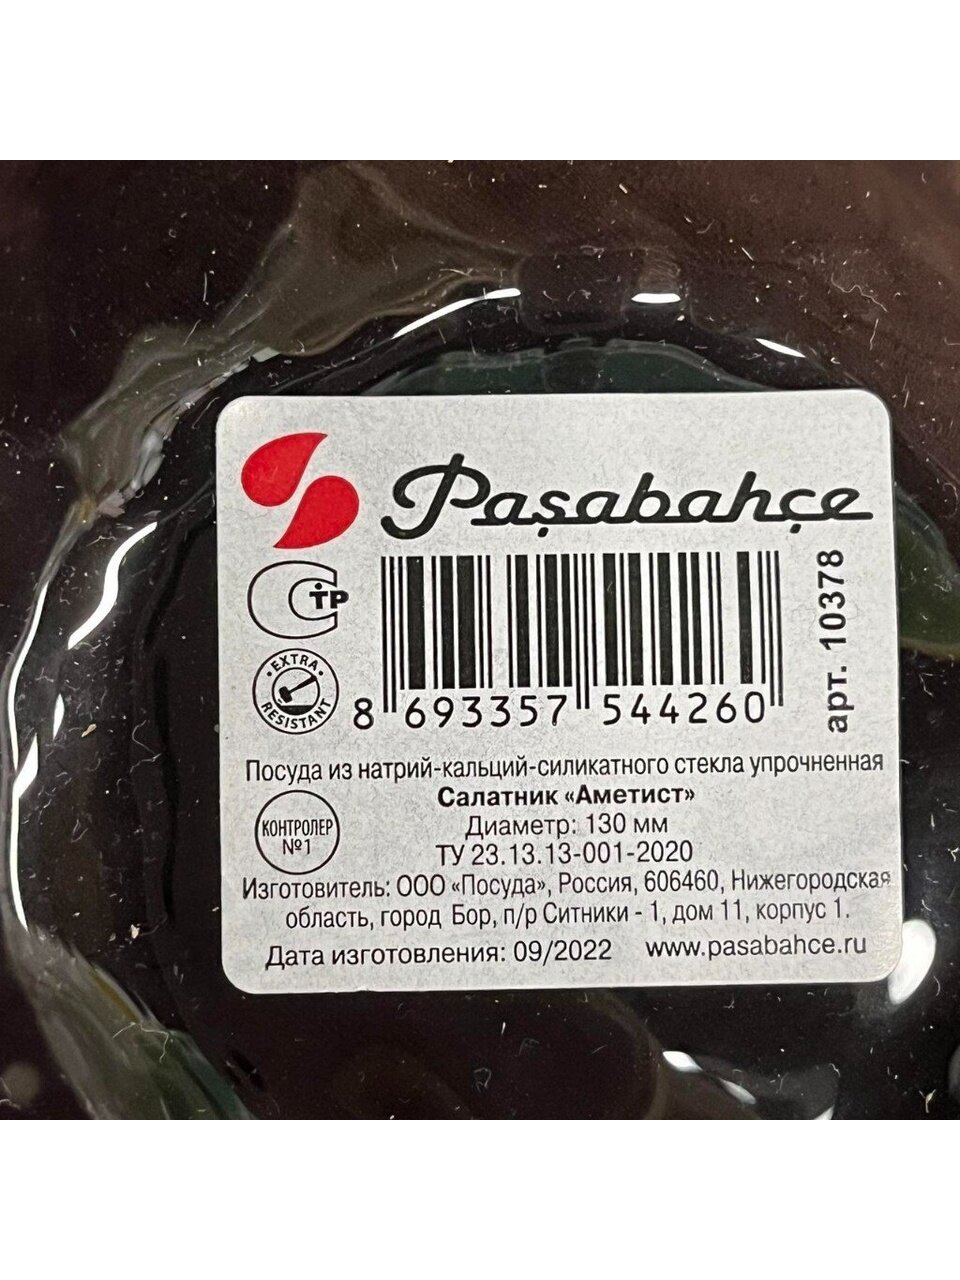 Paşabahçe
СТР
EXTRA
RESISTANT
8 693357 544260
арт. 10378
Посуда из натрий-кальций-силикатного стекла упрочненная
Салатник «Аметист»
КОНТРОЛЕР
№1
Диаметр: 130 мм
ТУ 23.13.13-001-2020
Изготовитель: ООО «Посуда», Россия, 606460, Нижегородская
область, город Бор, п/р Ситники - 1, дом 11, корпус 1.
Дата изготовления: 09/2022 www.pasabahce.ru